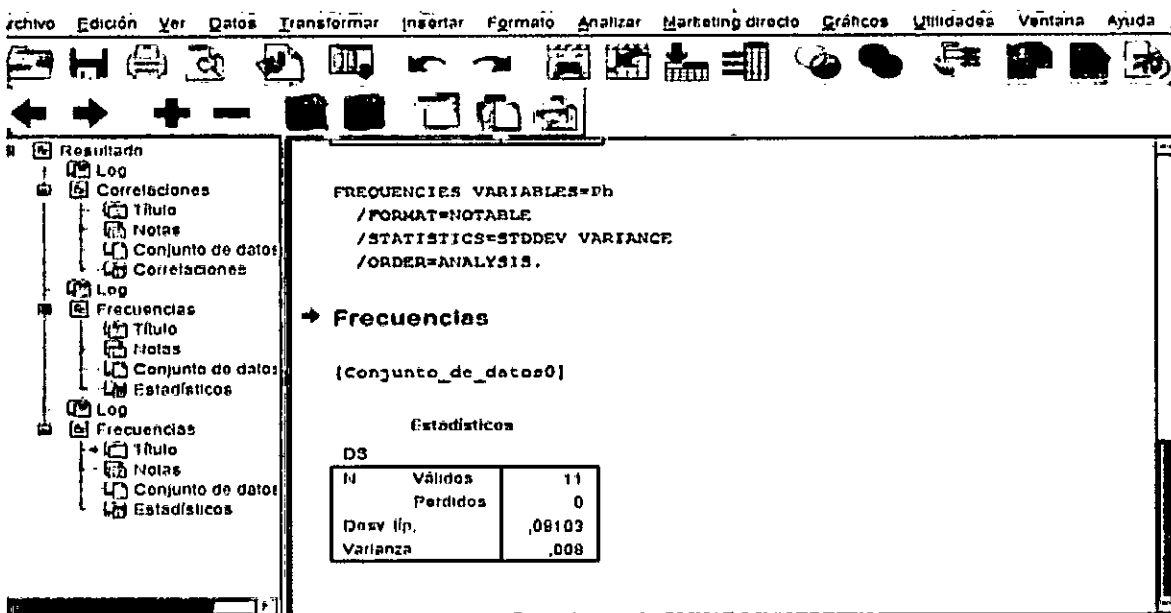 Archivo Edición Ver Datos Transformar Insertar Formato Analizar Marketing directo Gráficos Utilidades Ventana Ayuda
Resultado
Log
Correlaciones
Título
Notas
Conjunto de datos
Correlaciones
Log
Frecuencias
Título
Notas
Conjunto de datos
Estadísticos
Log
Frecuencias
Título
Notas
Conjunto de datos
Estadísticos
FREQUENCIES VARIABLES=Pb
/FORMAT=NOTABLE
/STATISTICS=STDDEV VARIANCE
/ORDER=ANALYSIS.
Frecuencias
[Conjunto_de_datos0]
Estadísticos
DS
N Válidos 11
Perdidos 0
Desv. típ. ,09103
Varianza ,008